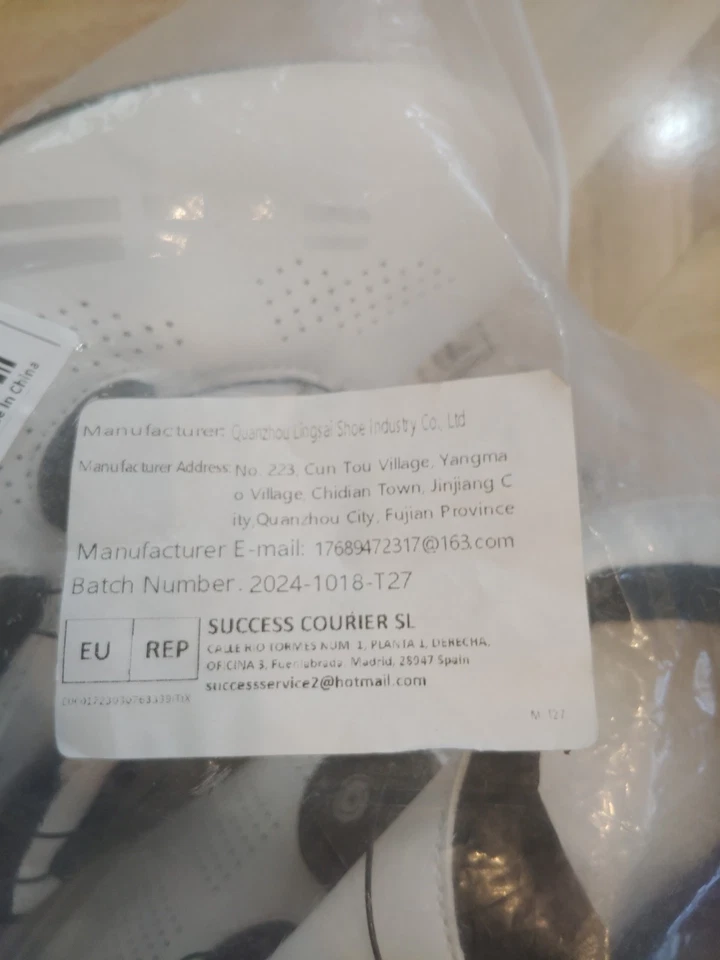 in China
Manufacturer: Quanzhou Lingsai Shoe Industry Co., Ltd
Manufacturer Address: No. 223, Cun Tou Village, Yangma
o Village, Chidian Town, Jinjiang C
ity,Quanzhou City, Fujian Province
Manufacturer E-mail: 17689472317@163.com
Batch Number. 2024-1018-T27
EU REP
SUCCESS COURIER SL
CALLE RIO TORMES NUM. 1, PLANTA 1, DERECHA,
OFICINA 3, Fuenlabrada, Madrid, 28947 Spain
successservice2@hotmail.com